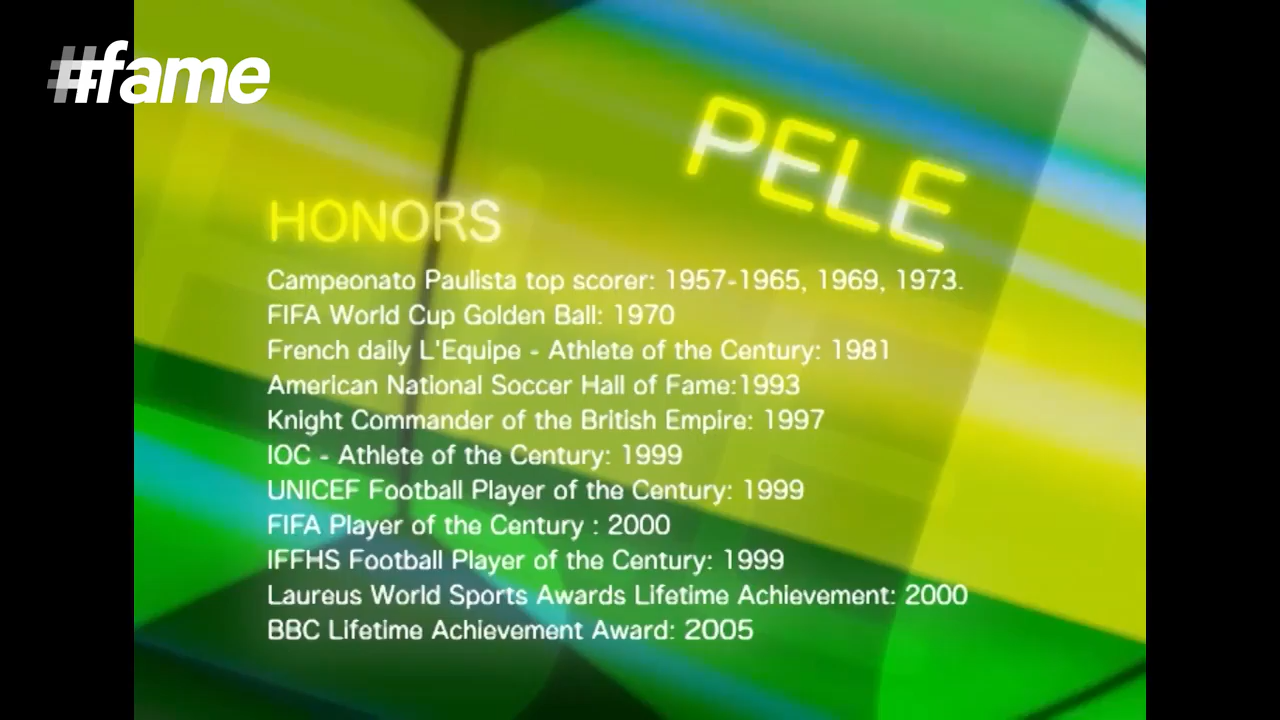 #fame
PELE
HONORS
Campeonato Paulista top scorer: 1957-1965, 1969, 1973.
FIFA World Cup Golden Ball: 1970
French daily L'Equipe - Athlete of the Century: 1981
American National Soccer Hall of Fame:1993
Knight Commander of the British Empire: 1997
IOC - Athlete of the Century: 1999
UNICEF Football Player of the Century: 1999
FIFA Player of the Century : 2000
IFFHS Football Player of the Century: 1999
Laureus World Sports Awards Lifetime Achievement: 2000
BBC Lifetime Achievement Award: 2005